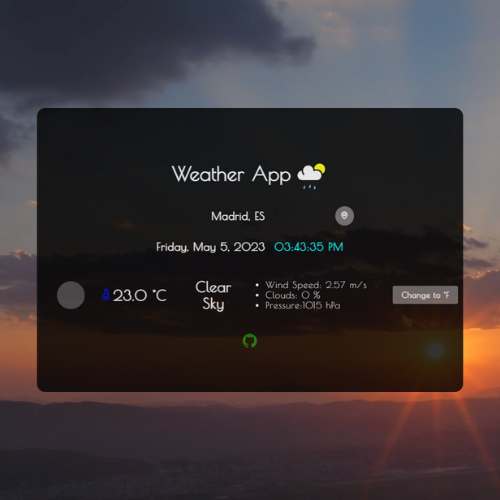 Weather App
Madrid, ES
Friday, May 5, 2023 03:43:35 PM
23.0 °C
Clear
Sky
• Wind Speed: 2.57 m/s
• Clouds: 0 %
• Pressure:1015 hPa
Change to °F